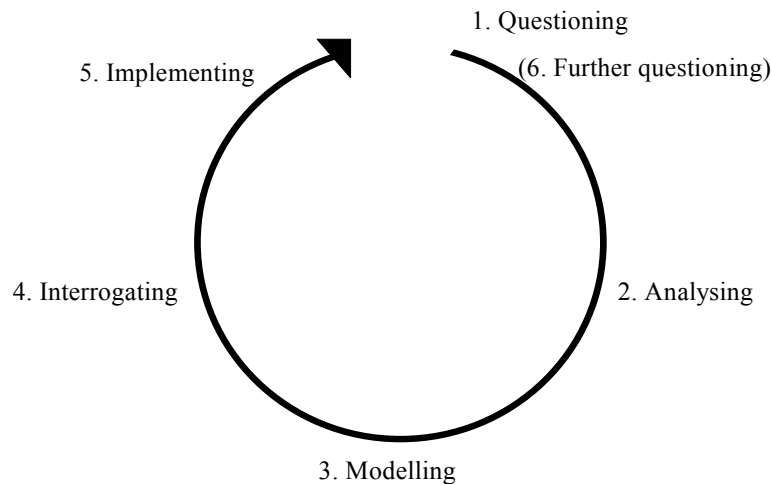 1. Questioning
(6. Further questioning)
5. Implementing
4. Interrogating
2. Analysing
3. Modelling